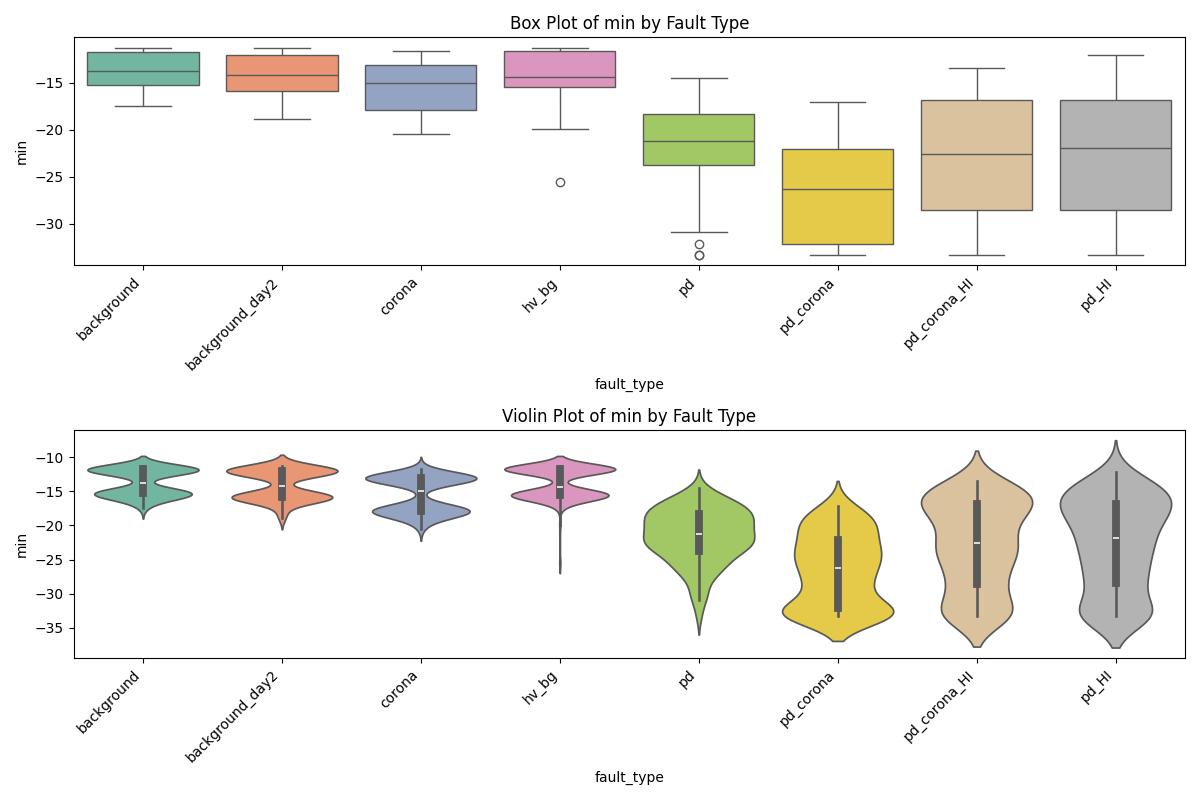 Box Plot of min by Fault Type
min
−15
−20
−25
−30
background
background_day2
corona
hv_bg
pd
pd_corona
pd_corona_HI
pd_HI
fault_type
Violin Plot of min by Fault Type
min
−10
−15
−20
−25
−30
−35
background
background_day2
corona
hv_bg
pd
pd_corona
pd_corona_HI
pd_HI
fault_type